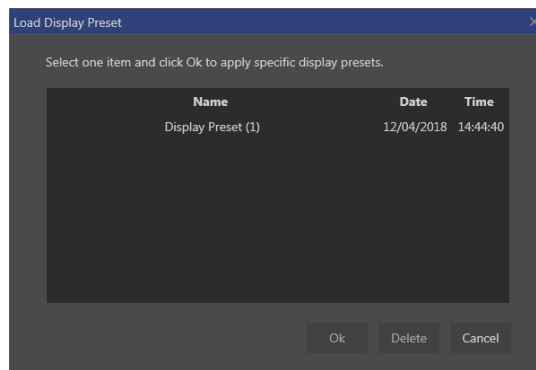 Load Display Preset
Select one item and click Ok to apply specific display presets.
Name Date Time
Display Preset (1) 12/04/2018 14:44:40
Ok Delete Cancel